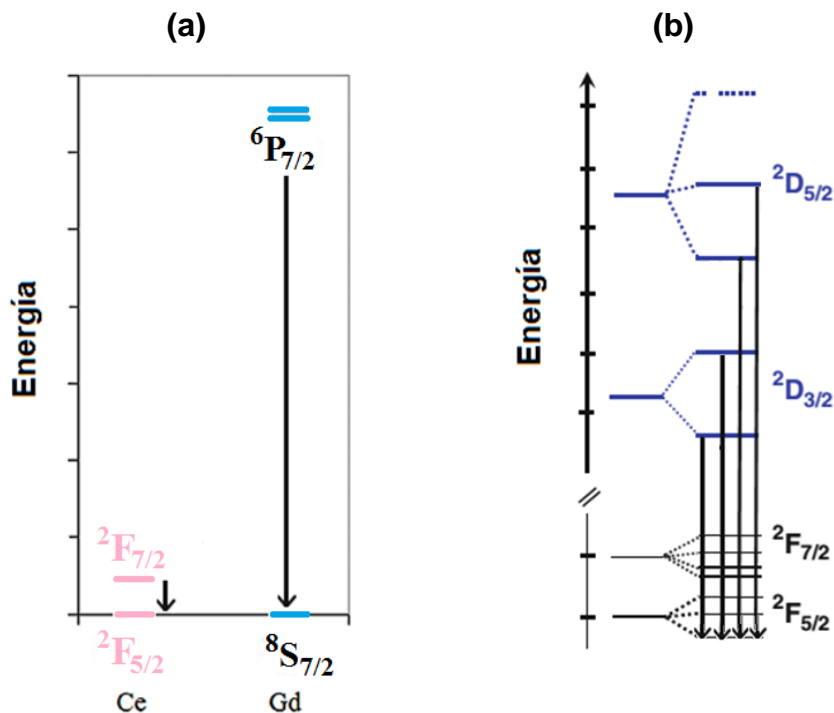 (a)
Energía
⁶P₇/₂
²F₇/₂
²F₅/₂
⁸S₇/₂
Ce
Gd
(b)
Energía
²D₅/₂
²D₃/₂
²F₇/₂
²F₅/₂